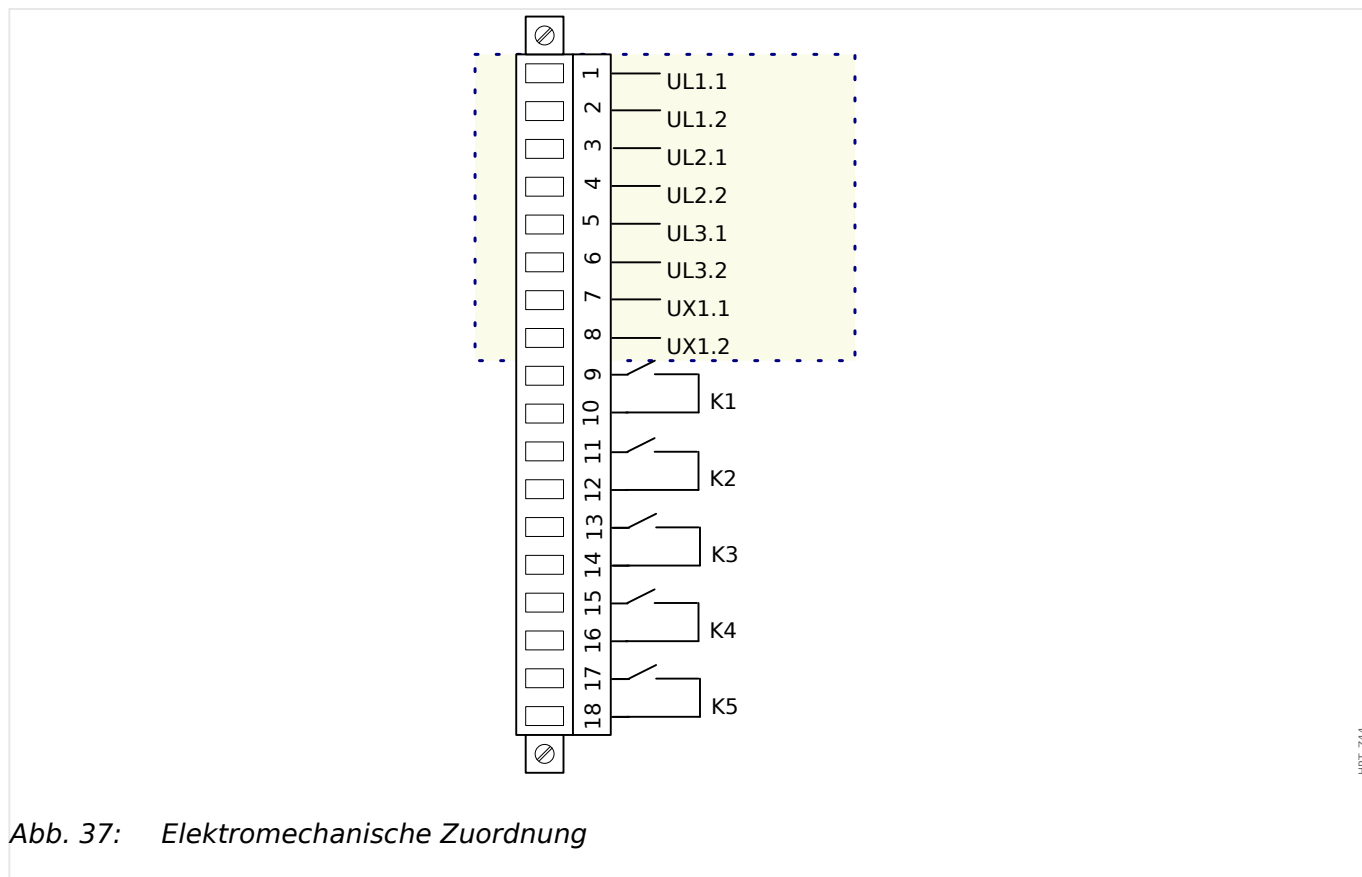 1 UL1.1
2 UL1.2
3 UL2.1
4 UL2.2
5 UL3.1
6 UL3.2
7 UX1.1
8 UX1.2
9
K1
10
11
K2
12
13
K3
14
15
K4
16
17
K5
18
Abb. 37: Elektromechanische Zuordnung